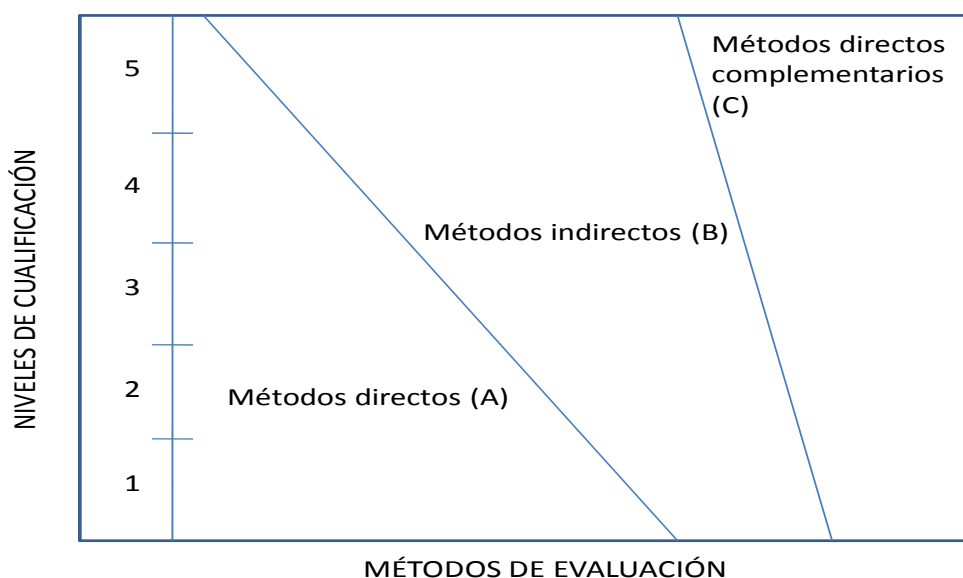 Métodos directos
complementarios
(C)
5
4
Métodos indirectos (B)
3
2
Métodos directos (A)
1
NIVELES DE CUALIFICACIÓN
MÉTODOS DE EVALUACIÓN